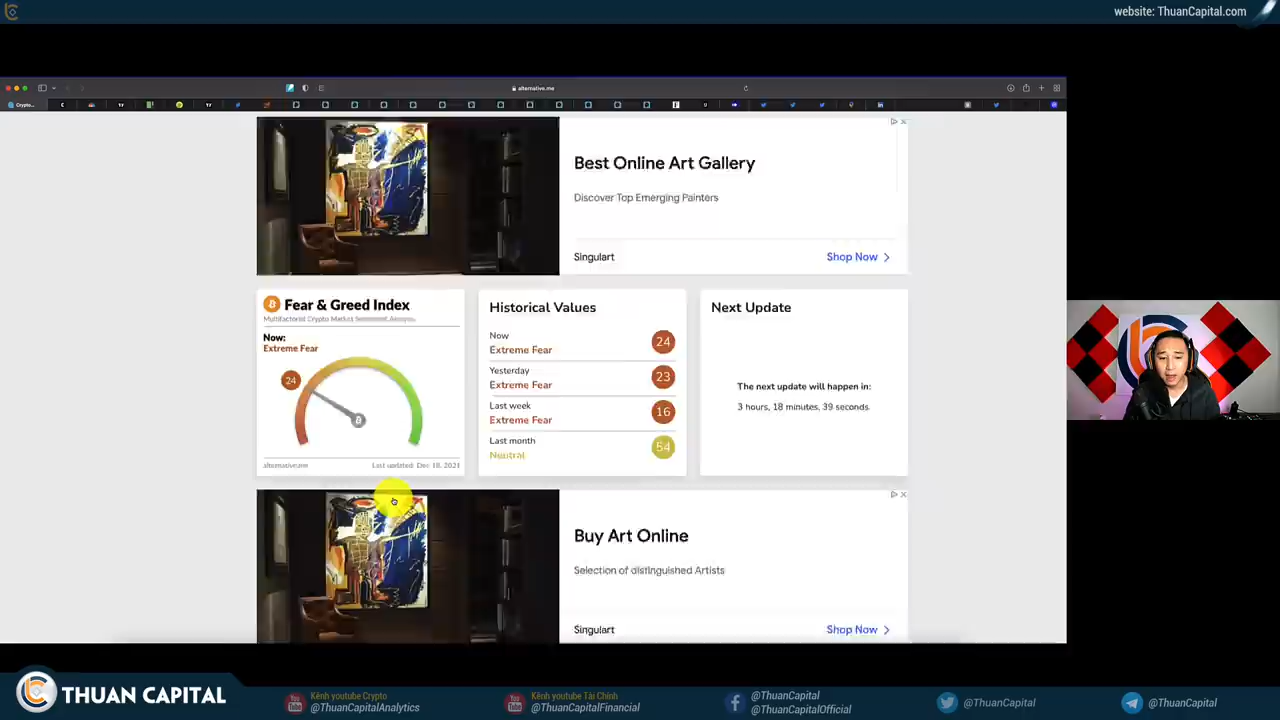 website: ThuanCapital.com
Crypto...
alternative.me
Best Online Art Gallery
Discover Top Emerging Painters
Singulart
Shop Now
Fear & Greed Index
Multifactorial Crypto Market Sentiment Analysis
Now:
Extreme Fear
24
alternative.me
Last updated: Dec 18, 2021
Historical Values
Now
Extreme Fear
24
Yesterday
Extreme Fear
23
Last week
Extreme Fear
16
Last month
Neutral
54
Next Update
The next update will happen in:
3 hours, 18 minutes, 39 seconds
Buy Art Online
Selection of distinguished Artists
Singulart
Shop Now
THUAN CAPITAL
Kênh youtube Crypto
@ThuanCapitalAnalytics
Kênh youtube Tài Chính
@ThuanCapitalFinancial
@ThuanCapital
@ThuanCapitalOfficial
@ThuanCapital
@ThuanCapital